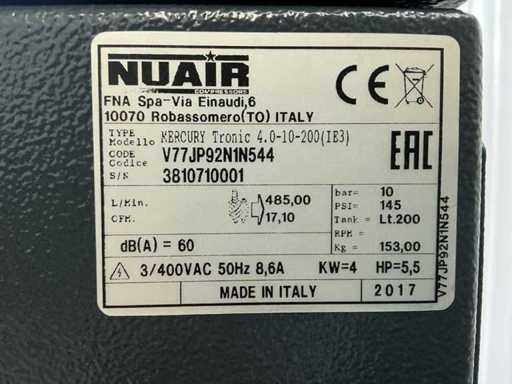 NUAIR
COMPRESSORS
FNA Spa-Via Einaudi,6
10070 Robassomero(TO) ITALY
CE
TYPE
Modello
MERCURY Tronic 4.0-10-200(IE3)
CODE
Codice
V77JP92N1N544
S/N 3810710001
EAC
L/Min. 485,00
CFM. 17,10
bar= 10
PSI= 145
Tank = Lt.200
RPM =
Kg = 153,00
dB(A) = 60
3/400VAC 50Hz 8,6A KW=4 HP=5,5
MADE IN ITALY 2017
V77JP92N1N544